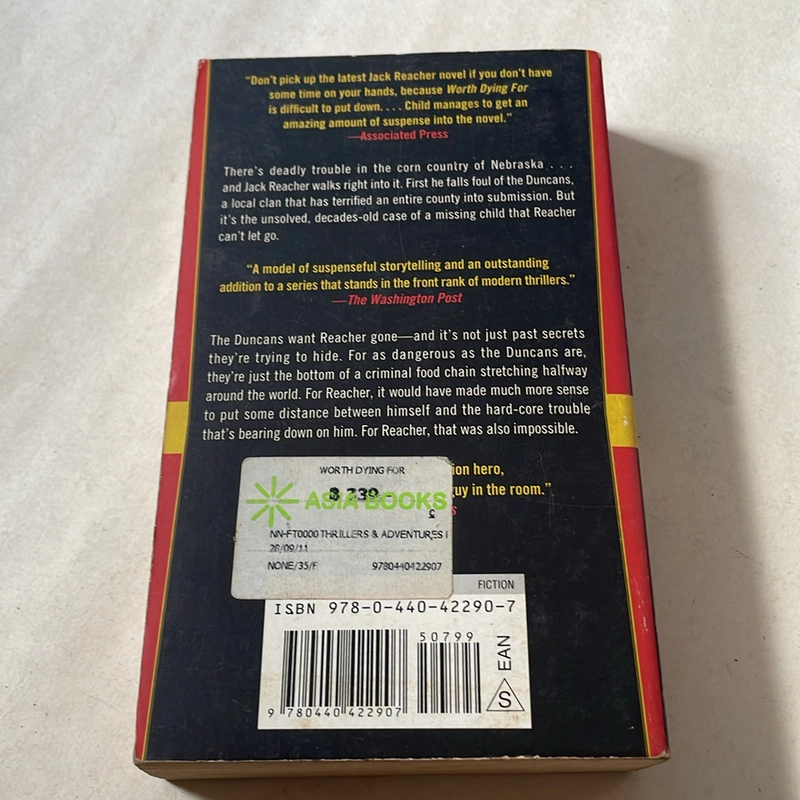 "Don't pick up the latest Jack Reacher novel if you don't have
some time on your hands, because Worth Dying For
is difficult to put down. . . . Child manages to get an
amazing amount of suspense into the novel."
—Associated Press
There's deadly trouble in the corn country of Nebraska . . .
and Jack Reacher walks right into it. First he falls foul of the Duncans,
a local clan that has terrified an entire county into submission. But
it's the unsolved, decades-old case of a missing child that Reacher
can't let go.
"A model of suspenseful storytelling and an outstanding
addition to a series that stands in the front rank of modern thrillers."
—The Washington Post
The Duncans want Reacher gone—and it's not just past secrets
they're trying to hide. For as dangerous as the Duncans are,
they're just the bottom of a criminal food chain stretching halfway
around the world. For Reacher, it would have made much more sense
to put some distance between himself and the hard-core trouble
that's bearing down on him. For Reacher, that was also impossible.
hero,
in the room."
WORTH DYING FOR
฿ 239
ASIA BOOKS
NN-FT0000 THRILLERS & ADVENTURES
28/09/11
NONE/35/F 9780440422907
FICTION
ISBN 978-0-440-42290-7
50799
EAN
S
9 780440 422907